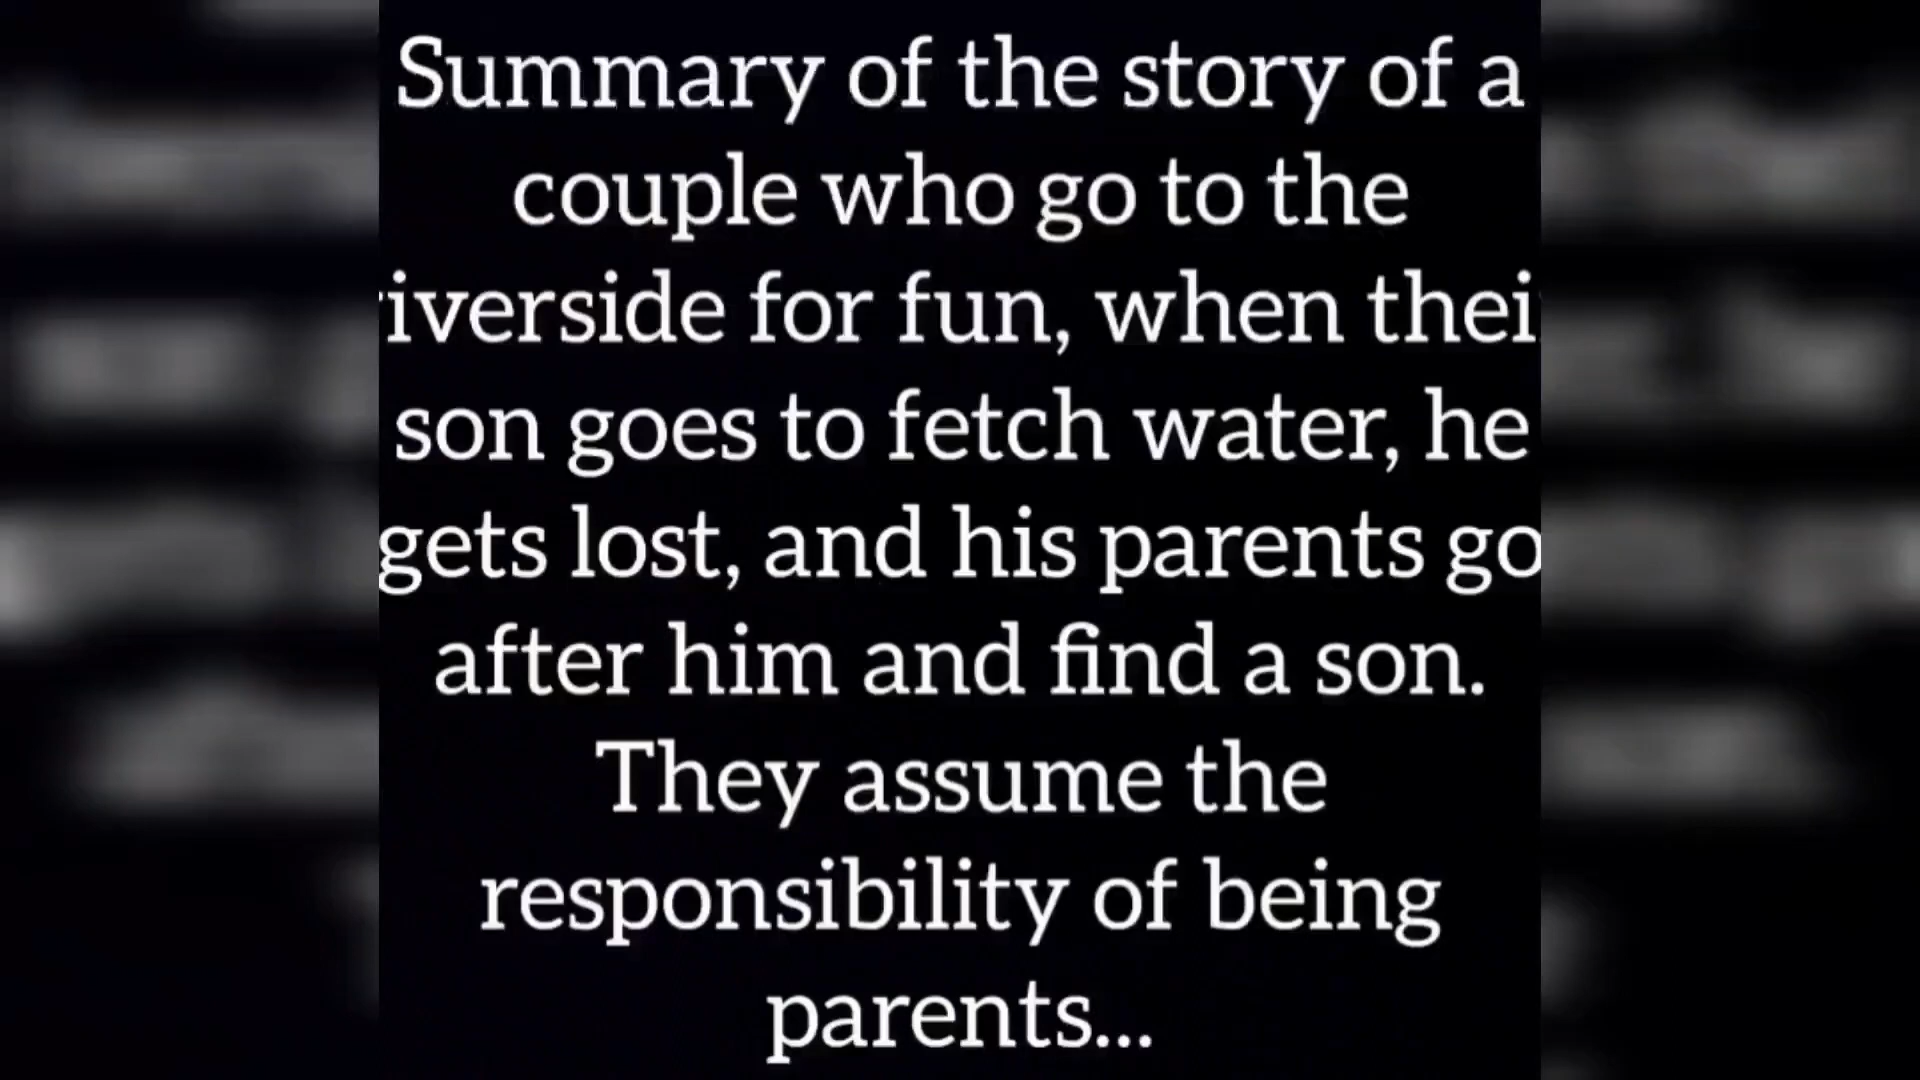 Summary of the story of a
couple who go to the
riverside for fun, when thei
son goes to fetch water, he
gets lost, and his parents go
after him and find a son.
They assume the
responsibility of being
parents...